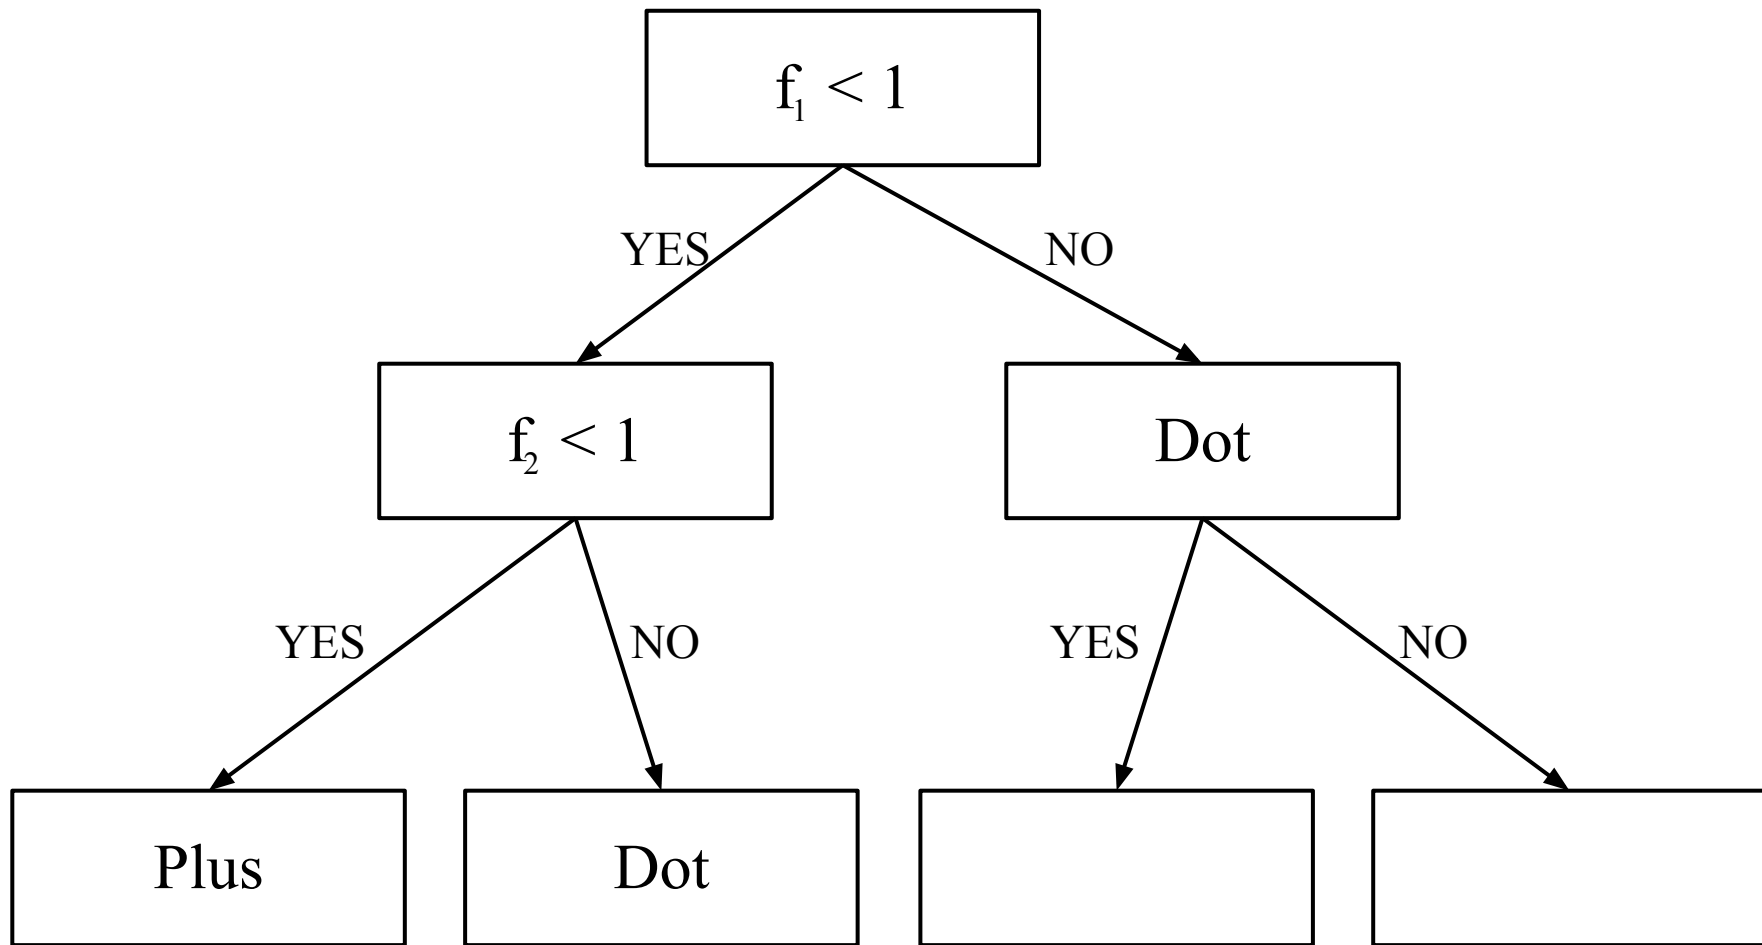 f₁ < 1
YES
NO
f₂ < 1
Dot
YES
NO
YES
NO
Plus
Dot